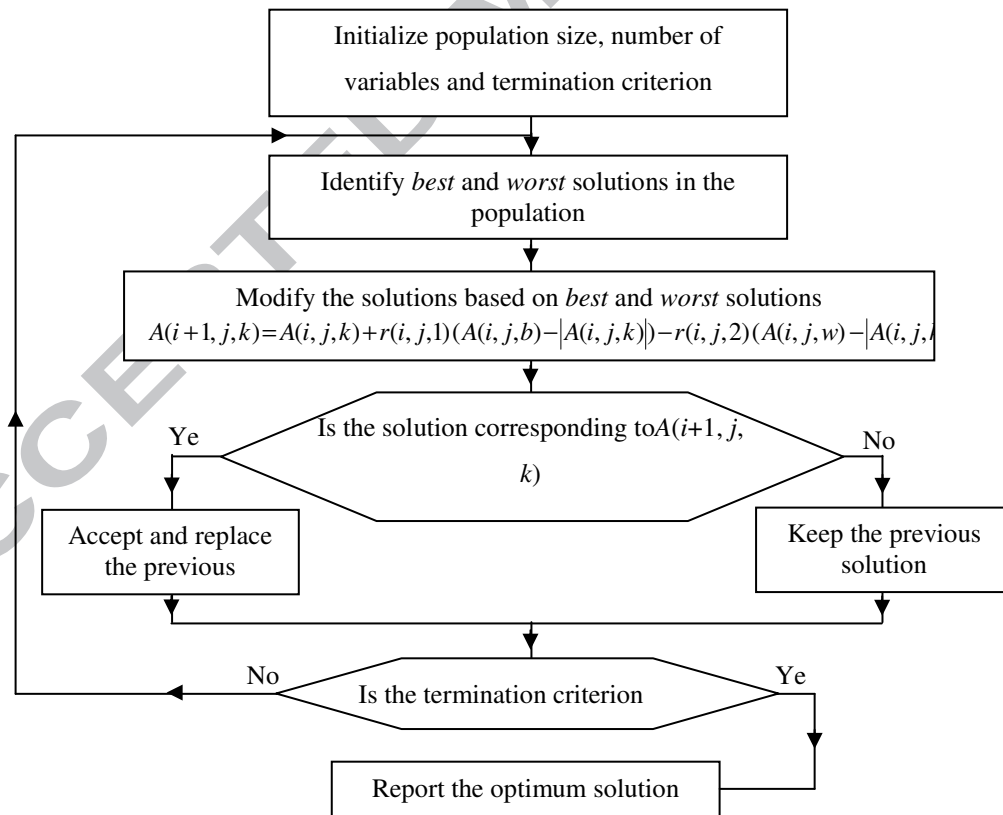 Initialize population size, number of
variables and termination criterion
Identify best and worst solutions in the
population
Modify the solutions based on best and worst solutions
A(i+1, j,k)=A(i, j,k)+r(i, j,1)(A(i, j,b)−|A(i, j,k)|)−r(i, j,2)(A(i, j,w)−|A(i, j,
Is the solution corresponding toA(i+1, j,
k)
Ye
No
Accept and replace
the previous
Keep the previous
solution
No
Is the termination criterion
Ye
Report the optimum solution